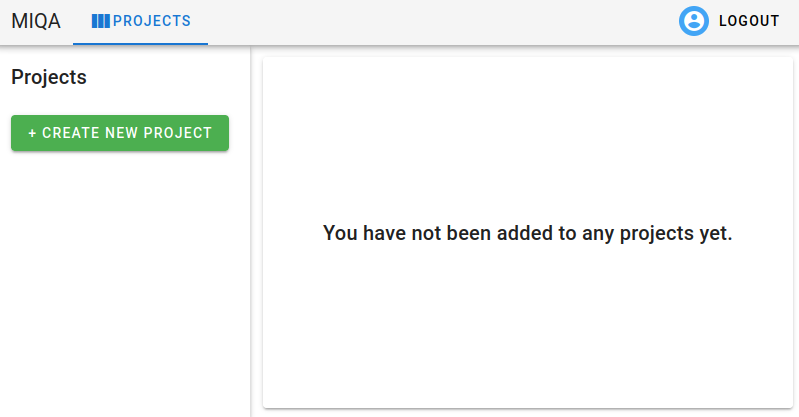 MIQA
PROJECTS
LOGOUT
Projects
+ CREATE NEW PROJECT
You have not been added to any projects yet.